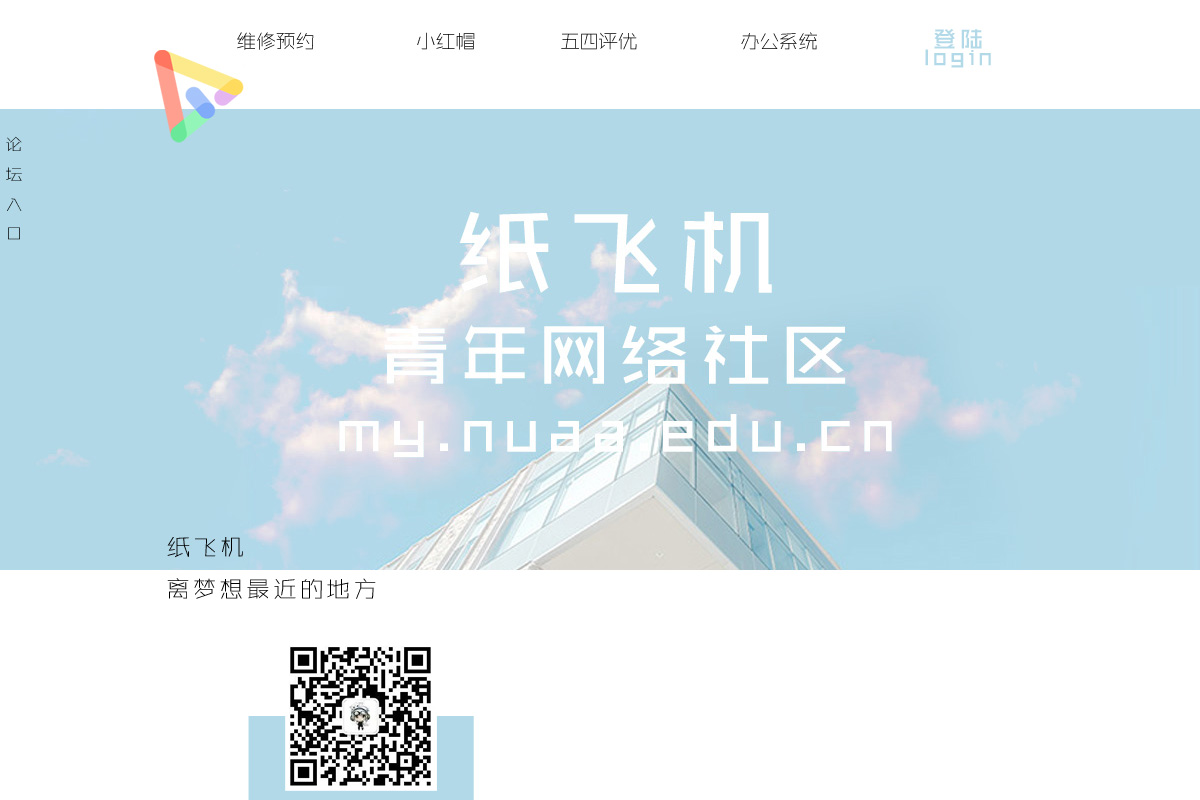 维修预约
小红帽
五四评优
办公系统
登陆
login
论坛入口
纸飞机
青年网络社区
my.nuaa.edu.cn
纸飞机
离梦想最近的地方